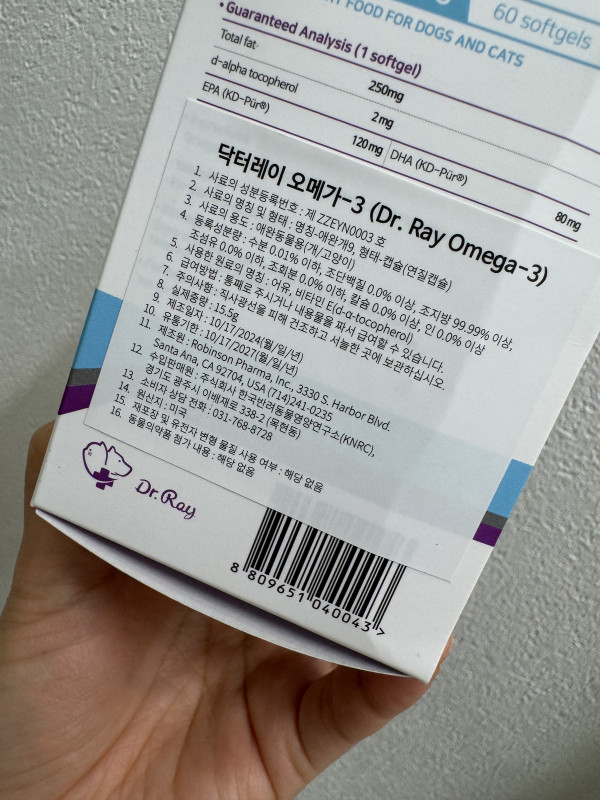 60 softgels
FOOD FOR DOGS AND CATS
• Guaranteed Analysis (1 softgel)
Total fat
250mg
d-alpha tocopherol
2mg
EPA (KD-Pür®)
120mg
DHA (KD-Pür®)
80mg
닥터레이 오메가-3 (Dr. Ray Omega-3)
1. 사료의 성분등록번호 : 제 ZZEYN0003 호
2. 사료의 명칭 및 형태 : 명칭-애완개9, 형태-캡슐(연질캡슐)
3. 사료의 용도 : 애완동물용(개/고양이)
4. 등록성분량 : 수분 0.01% 이하, 조단백질 0.0% 이상, 조지방 99.99% 이상,
조섬유 0.0% 이하, 조회분 0.0% 이하, 칼슘 0.0% 이상, 인 0.0% 이상
5. 사용한 원료의 명칭 : 어유, 비타민 E(d-α-tocopherol)
6. 급여방법 : 통째로 주시거나 내용물을 짜서 급여할 수 있습니다.
7. 주의사항 : 직사광선을 피해 건조하고 서늘한 곳에 보관하십시오.
8. 실제중량 : 15.5g
9. 제조일자 : 10/17/2024(월/일/년)
10. 유통기한 : 10/17/2027(월/일/년)
11. 제조원 : Robinson Pharma, Inc., 3330 S. Harbor Blvd.
Santa Ana, CA 92704, USA (714)241-0235
12. 수입판매원 : 주식회사 한국반려동물영양연구소(KNRC),
경기도 광주시 이배재로 338-2 (목현동)
13. 소비자 상담 전화 : 031-768-8728
14. 원산지 : 미국
15. 재포장 및 유전자 변형 물질 사용 여부 : 해당 없음
16. 동물의약품 첨가 내용 : 해당 없음
Dr. Ray
8 809651 040043 >